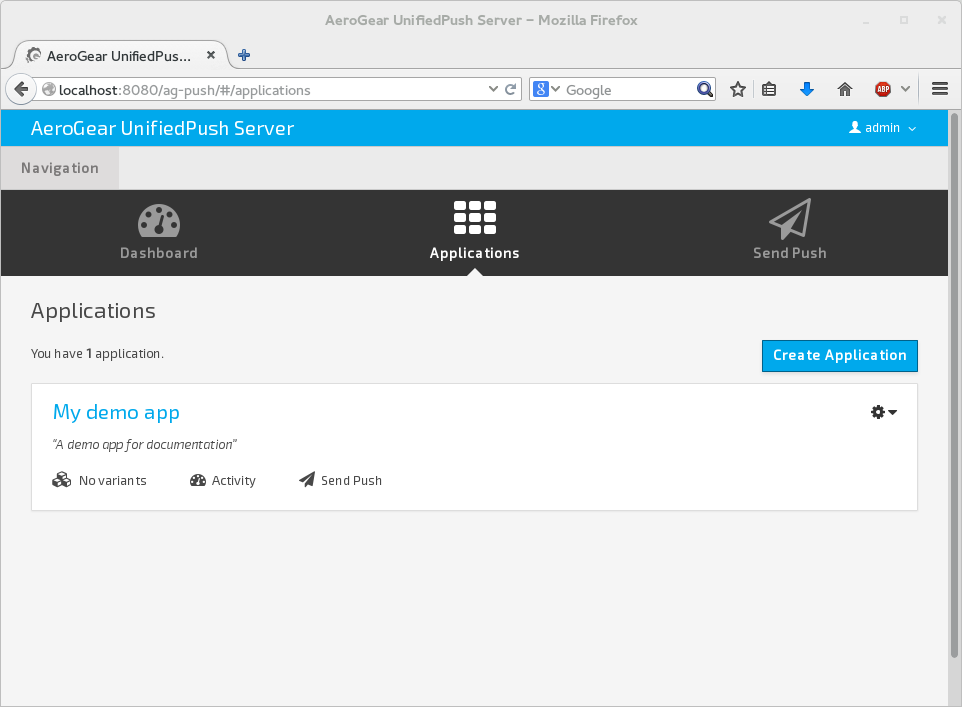 AeroGear UnifiedPush Server – Mozilla Firefox
AeroGear UnifiedPus...
localhost:8080/ag-push/#/applications
8 Google
ABP
AeroGear UnifiedPush Server
admin
Navigation
Dashboard
Applications
Send Push
Applications
You have 1 application.
Create Application
My demo app
“A demo app for documentation”
No variants
Activity
Send Push